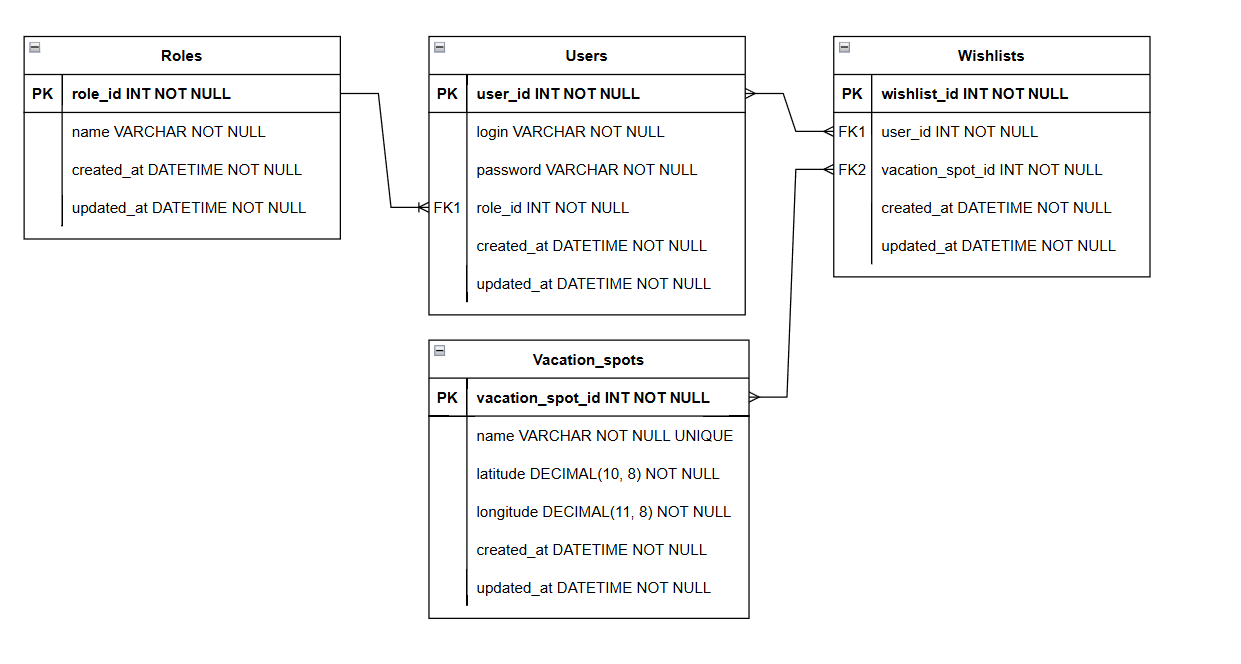 Roles
PK role_id INT NOT NULL
name VARCHAR NOT NULL
created_at DATETIME NOT NULL
updated_at DATETIME NOT NULL
Users
PK user_id INT NOT NULL
login VARCHAR NOT NULL
password VARCHAR NOT NULL
FK1 role_id INT NOT NULL
created_at DATETIME NOT NULL
updated_at DATETIME NOT NULL
Wishlists
PK wishlist_id INT NOT NULL
FK1 user_id INT NOT NULL
FK2 vacation_spot_id INT NOT NULL
created_at DATETIME NOT NULL
updated_at DATETIME NOT NULL
Vacation_spots
PK vacation_spot_id INT NOT NULL
name VARCHAR NOT NULL UNIQUE
latitude DECIMAL(10, 8) NOT NULL
longitude DECIMAL(11, 8) NOT NULL
created_at DATETIME NOT NULL
updated_at DATETIME NOT NULL